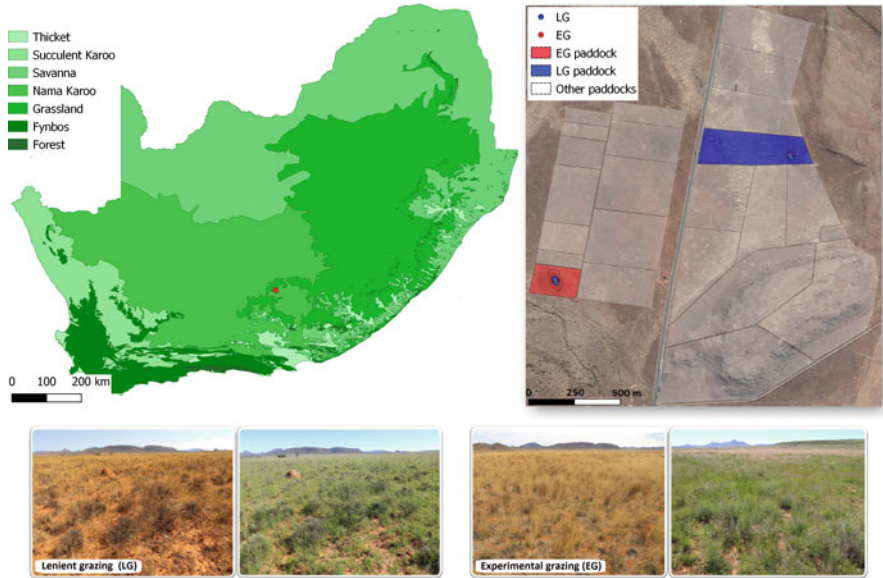 Thicket
Succulent Karoo
Savanna
Nama Karoo
Grassland
Fynbos
Forest
0 100 200 km
LG
EG
EG paddock
LG paddock
Other paddocks
0 250 500 m
Lenient grazing (LG)
Experimental grazing (EG)